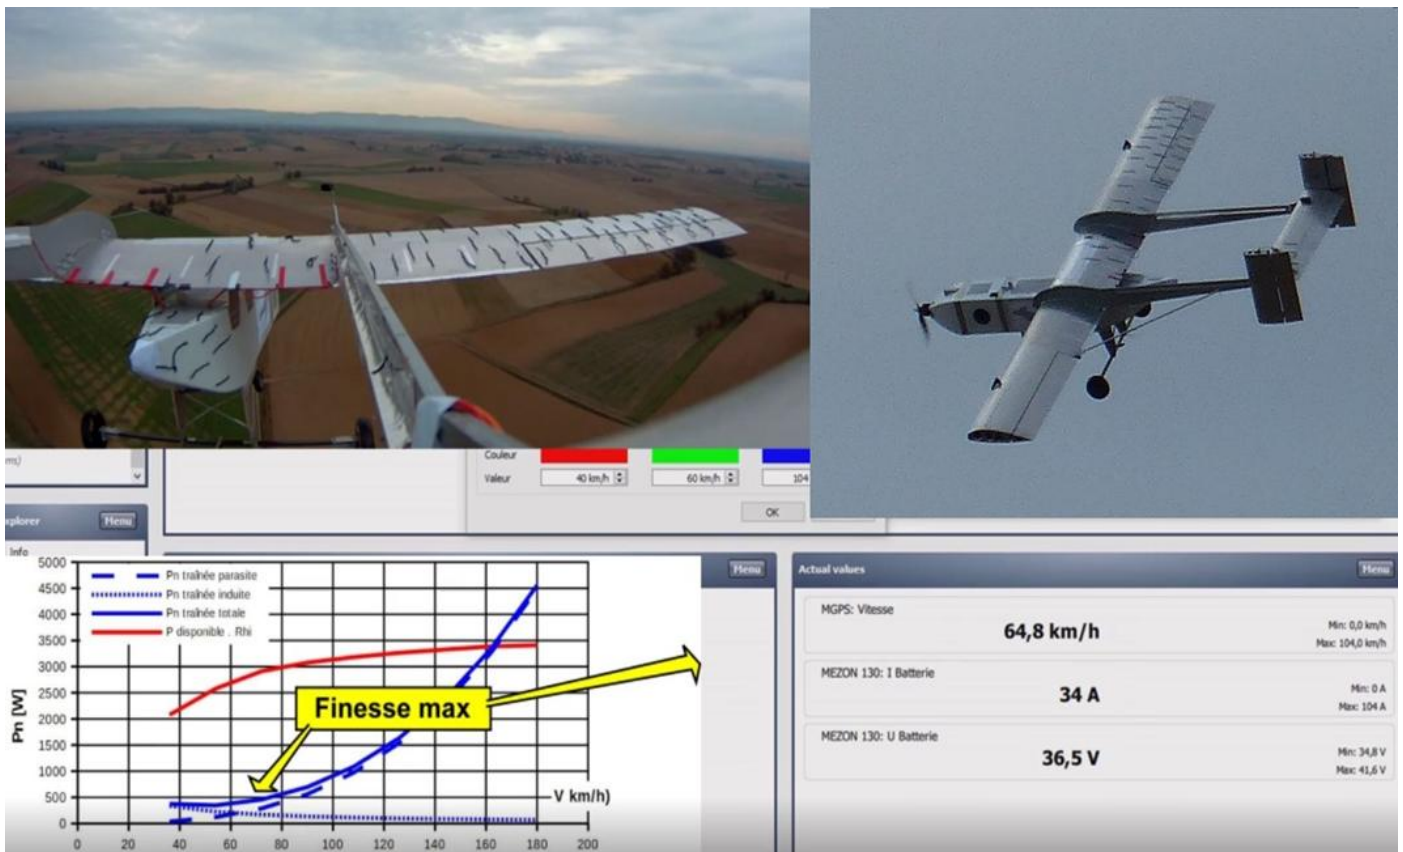 ms)
Couleur
Valeur
40 km/h
60 km/h
104
OK
xplorer
Menu
Info
Menu
Actual values
Menu
MGPS: Vitesse
64,8 km/h
Min: 0,0 km/h
Max: 104,0 km/h
MEZON 130: I Batterie
34 A
Min: 0 A
Max: 104 A
MEZON 130: U Batterie
36,5 V
Min: 34,8 V
Max: 41,6 V
Pn [W]
5000
4500
4000
3500
3000
2500
2000
1500
1000
500
0
Pn traînée parasite
Pn traînée induite
Pn traînée totale
P disponible . Rhi
Finesse max
V km/h)
0 20 40 60 80 100 120 140 160 180 200